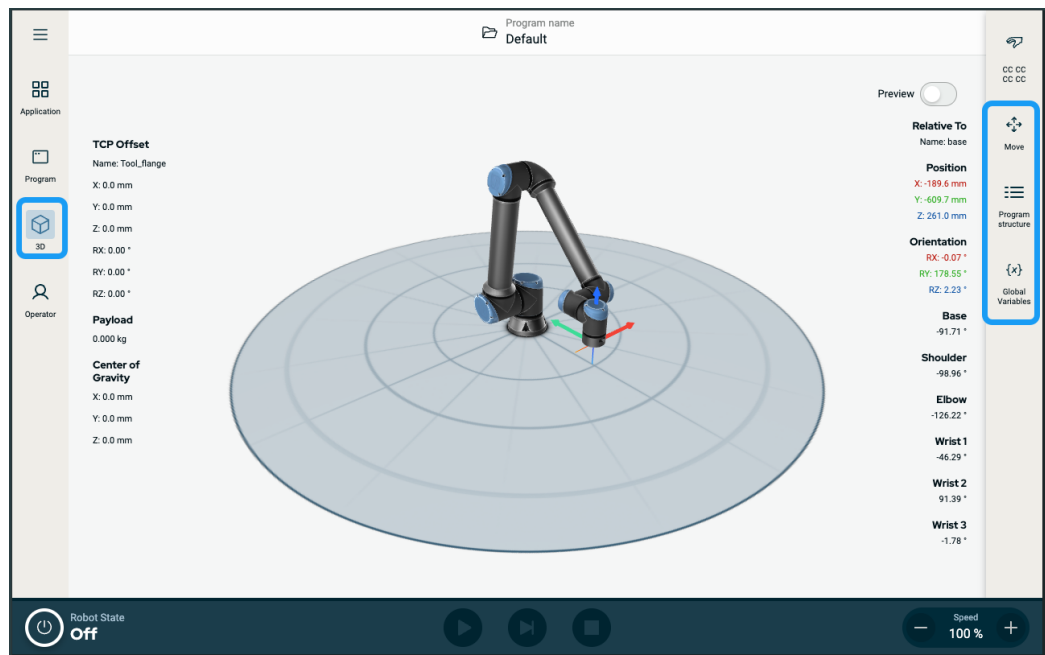 Program name
Default
Application
Program
3D
Operator
TCP Offset
Name: Tool_flange
X: 0.0 mm
Y: 0.0 mm
Z: 0.0 mm
RX: 0.00 °
RY: 0.00 °
RZ: 0.00 °
Payload
0.000 kg
Center of
Gravity
X: 0.0 mm
Y: 0.0 mm
Z: 0.0 mm
Preview
Relative To
Name: base
Position
X: -189.6 mm
Y: -609.7 mm
Z: 261.0 mm
Orientation
RX: -0.07 °
RY: 178.55 °
RZ: 2.23 °
Base
-91.71 °
Shoulder
-98.96 °
Elbow
-126.22 °
Wrist 1
-46.29 °
Wrist 2
91.39 °
Wrist 3
-1.78 °
CC CC
CC CC
Move
Program
structure
{x}
Global
Variables
Robot State
Off
Speed
100 %